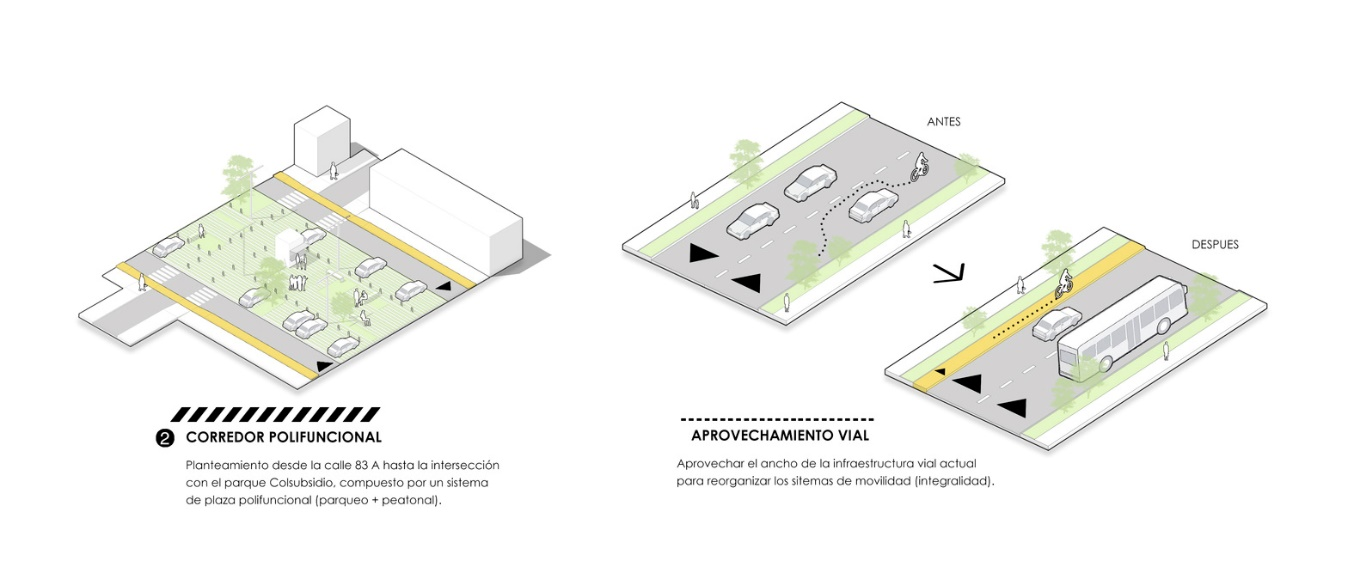 ANTES
DESPUES
2 CORREDOR POLIFUNCIONAL
Planteamiento desde la calle 83 A hasta la intersección
con el parque Colsubsidio, compuesto por un sistema
de plaza polifuncional (parqueo + peatonal).
APROVECHAMIENTO VIAL
Aprovechar el ancho de la infraestructura vial actual
para reorganizar los sitemas de movilidad (integralidad).